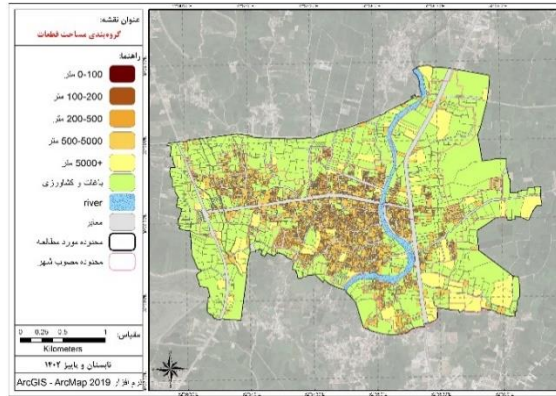 عنوان نقشه:
گروه‌بندی مساحت قطعات
راهنما:
0-100 متر
100-200 متر
200-500 متر
500-5000 متر
5000+ متر
باغات و کشاورزی
river
معابر
محدوده مورد مطالعه
محدوده مصوب شهر
مقیاس:
0 0.25 0.5 1
Kilometers
تابستان و پاییز ۱۴۰۲
نرم افزار ArcGIS - ArcMap 2019